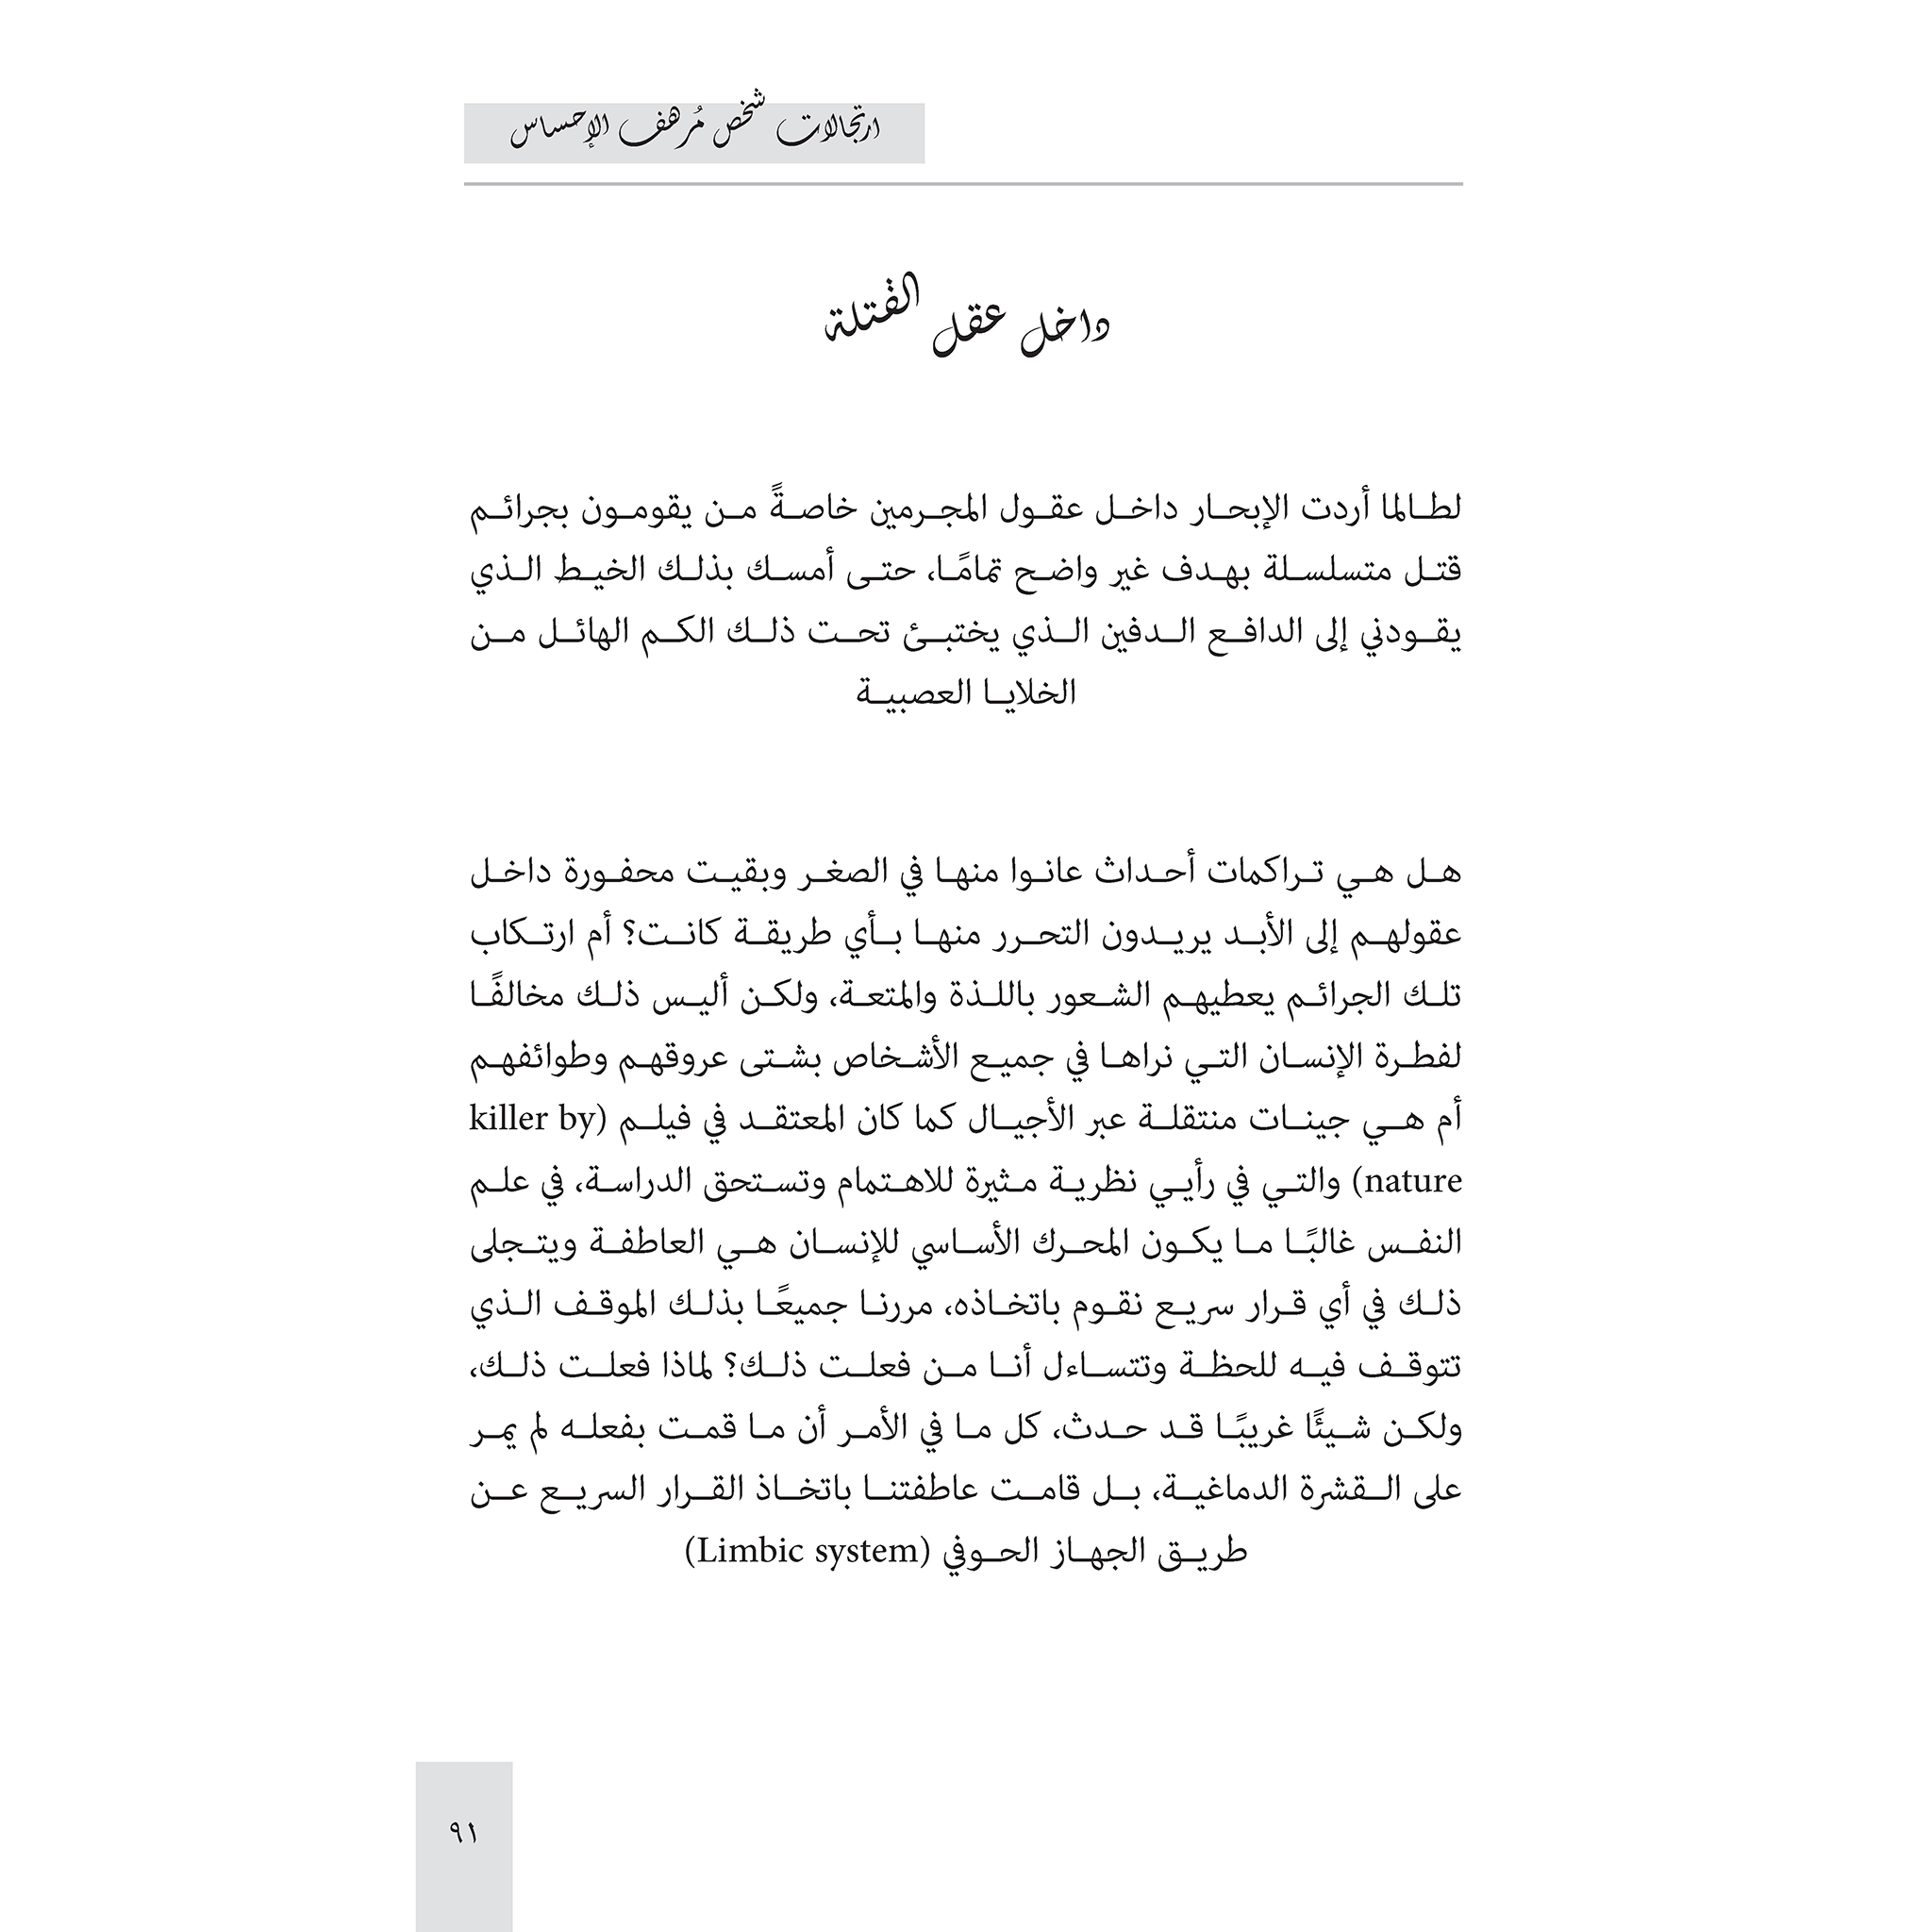 ارتجالات شخص مُرهف الإحساس
داخل عقل القتلة
لطالما أردت الإبحار داخل عقول المجرمين خاصةً من يقومون بجرائم
قتل متسلسلة بهدف غير واضح تمامًا، حتى أمسك بذلك الخيط الذي
يقودني إلى الدافع الدفين الذي يختبئ تحت ذلك الكم الهائل من
الخلايا العصبية
هل هي تراكمات أحداث عانوا منها في الصغر وبقيت محفورة داخل
عقولهم إلى الأبد يريدون التحرر منها بأي طريقة كانت؟ أم ارتكاب
تلك الجرائم يعطيهم الشعور باللذة والمتعة، ولكن أليس ذلك مخالفًا
لفطرة الإنسان التي نراها في جميع الأشخاص بشتى عروقهم وطوائفهم
أم هي جينات منتقلة عبر الأجيال كما كان المعتقد في فيلم (killer by
nature) والتي في رأيي نظرية مثيرة للاهتمام وتستحق الدراسة، في علم
النفس غالبًا ما يكون المحرك الأساسي للإنسان هي العاطفة ويتجلى
ذلك في أي قرار سريع نقوم باتخاذه، مررنا جميعًا بذلك الموقف الذي
تتوقف فيه للحظة وتتساءل أنا من فعلت ذلك؟ لماذا فعلت ذلك،
ولكن شيئًا غريبًا قد حدث، كل ما في الأمر أن ما قمت بفعله لم يمر
على القشرة الدماغية، بل قامت عاطفتنا باتخاذ القرار السريع عن
طريق الجهاز الحوفي (Limbic system)
٩١